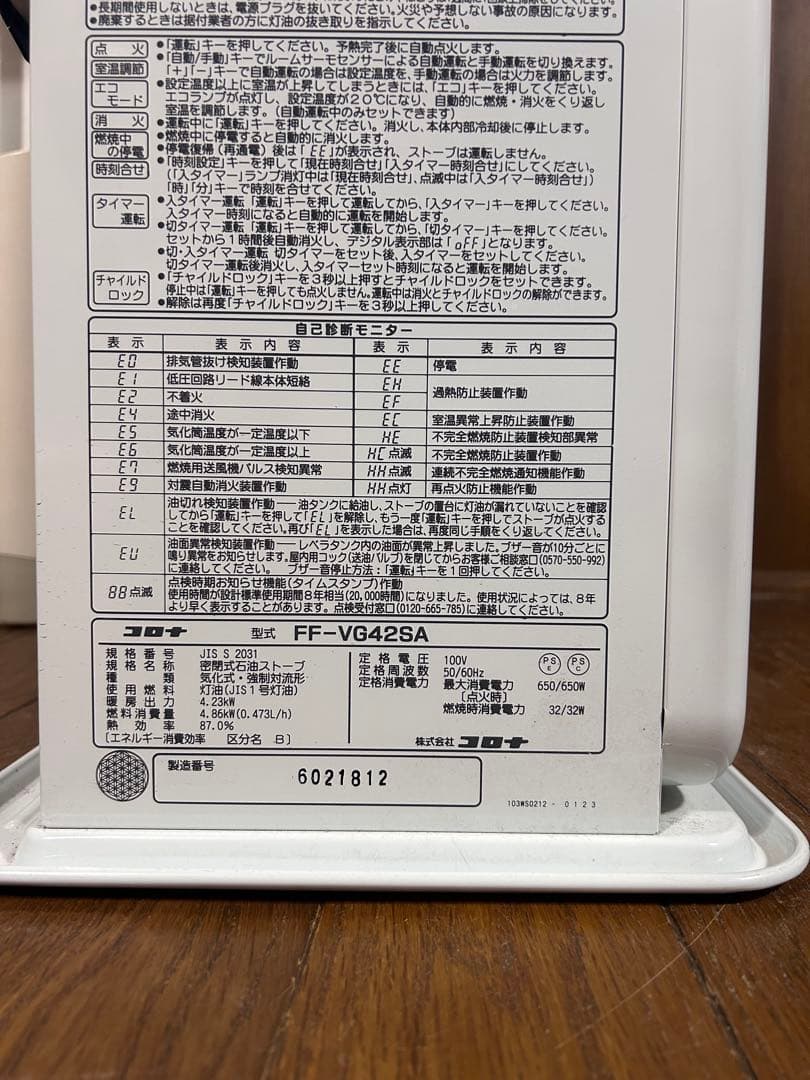 ●長期間使用しないときは、電源プラグを抜いてください。火災や予想しない事故の原因になります。
●廃棄するときは据付業者の方に灯油の抜き取りを指示してください。
点火 ●「運転」キーを押してください。予熱完了後に自動点火します。
室温調節 ●「自動/手動」キーでルームサーモセンサーによる自動運転と手動運転を切り換えます。
「+」「−」キーで自動運転の場合は設定温度を、手動運転の場合は火力を調節します。
エコモード ●設定温度以上に室温が上昇してしまうときには、「エコ」キーを押してください。
エコランプが点灯し、設定温度が20℃になり、自動的に燃焼・消火をくり返し
室温を調節します。(自動運転中のみセットできます)
消火 ●運転中に「運転」キーを押してください。消火し、本体内部冷却後に停止します。
燃焼中の停電 ●燃焼中に停電すると自動的に消火します。
●停電復帰(再通電)後は「EE」が表示され、ストーブは運転しません。
時刻合せ ●「時刻設定」キーを押して「現在時刻合せ」「入タイマー時刻合せ」にしてください。
(「入タイマー」ランプ消灯中は「現在時刻合せ」、点滅中は「入タイマー時刻合せ」)
「時」「分」キーで時刻を合せてください。
タイマー運転 ●入タイマー運転 「運転」キーを押して運転してから、「入タイマー」キーを押してください。
入タイマー時刻になると自動的に運転を開始します。
●切タイマー運転 「運転」キーを押して運転してから、「切タイマー」キーを押してください。
セットから1時間後自動消火し、デジタル表示部は「oFF」となります。
●切・入タイマー運転 切タイマーをセット後、入タイマーをセットしてください。
切タイマー運転後消火し、入タイマーセット時刻になると運転を開始します。
チャイルドロック ●「チャイルドロック」キーを3秒以上押すとチャイルドロックをセットできます。
停止中は「運転」キーを押しても点火しません。運転中は消火とチャイルドロックの解除ができます。
●解除は再度「チャイルドロック」キーを3秒以上押してください。
自己診断モニター
表示 表示内容 表示 表示内容
E0 排気管抜け検知装置作動 EE 停電
E1 低圧回路リード線本体短絡 EH 過熱防止装置作動
E2 不着火 EF
E4 途中消火 EC 室温異常上昇防止装置作動
E5 気化筒温度が一定温度以下 HE 不完全燃焼防止装置検知部異常
E6 気化筒温度が一定温度以上 HC点滅 不完全燃焼防止装置作動
E7 燃焼用送風機パルス検知異常 HH点滅 連続不完全燃焼通知機能作動
E9 対震自動消火装置作動 HH点灯 再点火防止機能作動
EL 油切れ検知装置作動――油タンクに給油し、ストーブの置台に灯油が漏れていないことを確認
してから「運転」キーを押して「EL」を解除し、もう一度「運転」キーを押してストーブが点火する
ことを確認してください。再び「EL」を表示した場合は、再度同じ手順をくり返してください。
EU 油面異常検知装置作動――レベラタンク内の油面が異常上昇しました。ブザー音が10分ごとに
鳴り異常をお知らせします。屋内用コック(送油バルブ)を閉じてからお客様ご相談窓口(0570-550-992)
に連絡してください。 ブザー音停止方法:「運転」キーを1回押してください。
88点滅 点検時期お知らせ機能(タイムスタンプ)作動
使用時間が設計標準使用期間8年相当(20,000時間)になりました。使用状況によっては、8年
より早く表示することがあります。点検受付窓口(0120-665-785)に連絡してください。
コロナ 型式 FF-VG42SA
規格番号 JIS S 2031
規格名称 密閉式石油ストーブ
種類 気化式・強制対流形
使用燃料 灯油(JIS1号灯油)
暖房出力 4.23kW
燃料消費量 4.86kW(0.473L/h)
熱効率 87.0%
[エネルギー消費効率 区分名 B]
定格電圧 100V
定格周波数 50/60Hz
定格消費電力 最大消費電力 650/650W
[点火時]
燃焼時消費電力 32/32W
PS E
PS C
株式会社コロナ
製造番号
6021812
103WS0212 - 0123